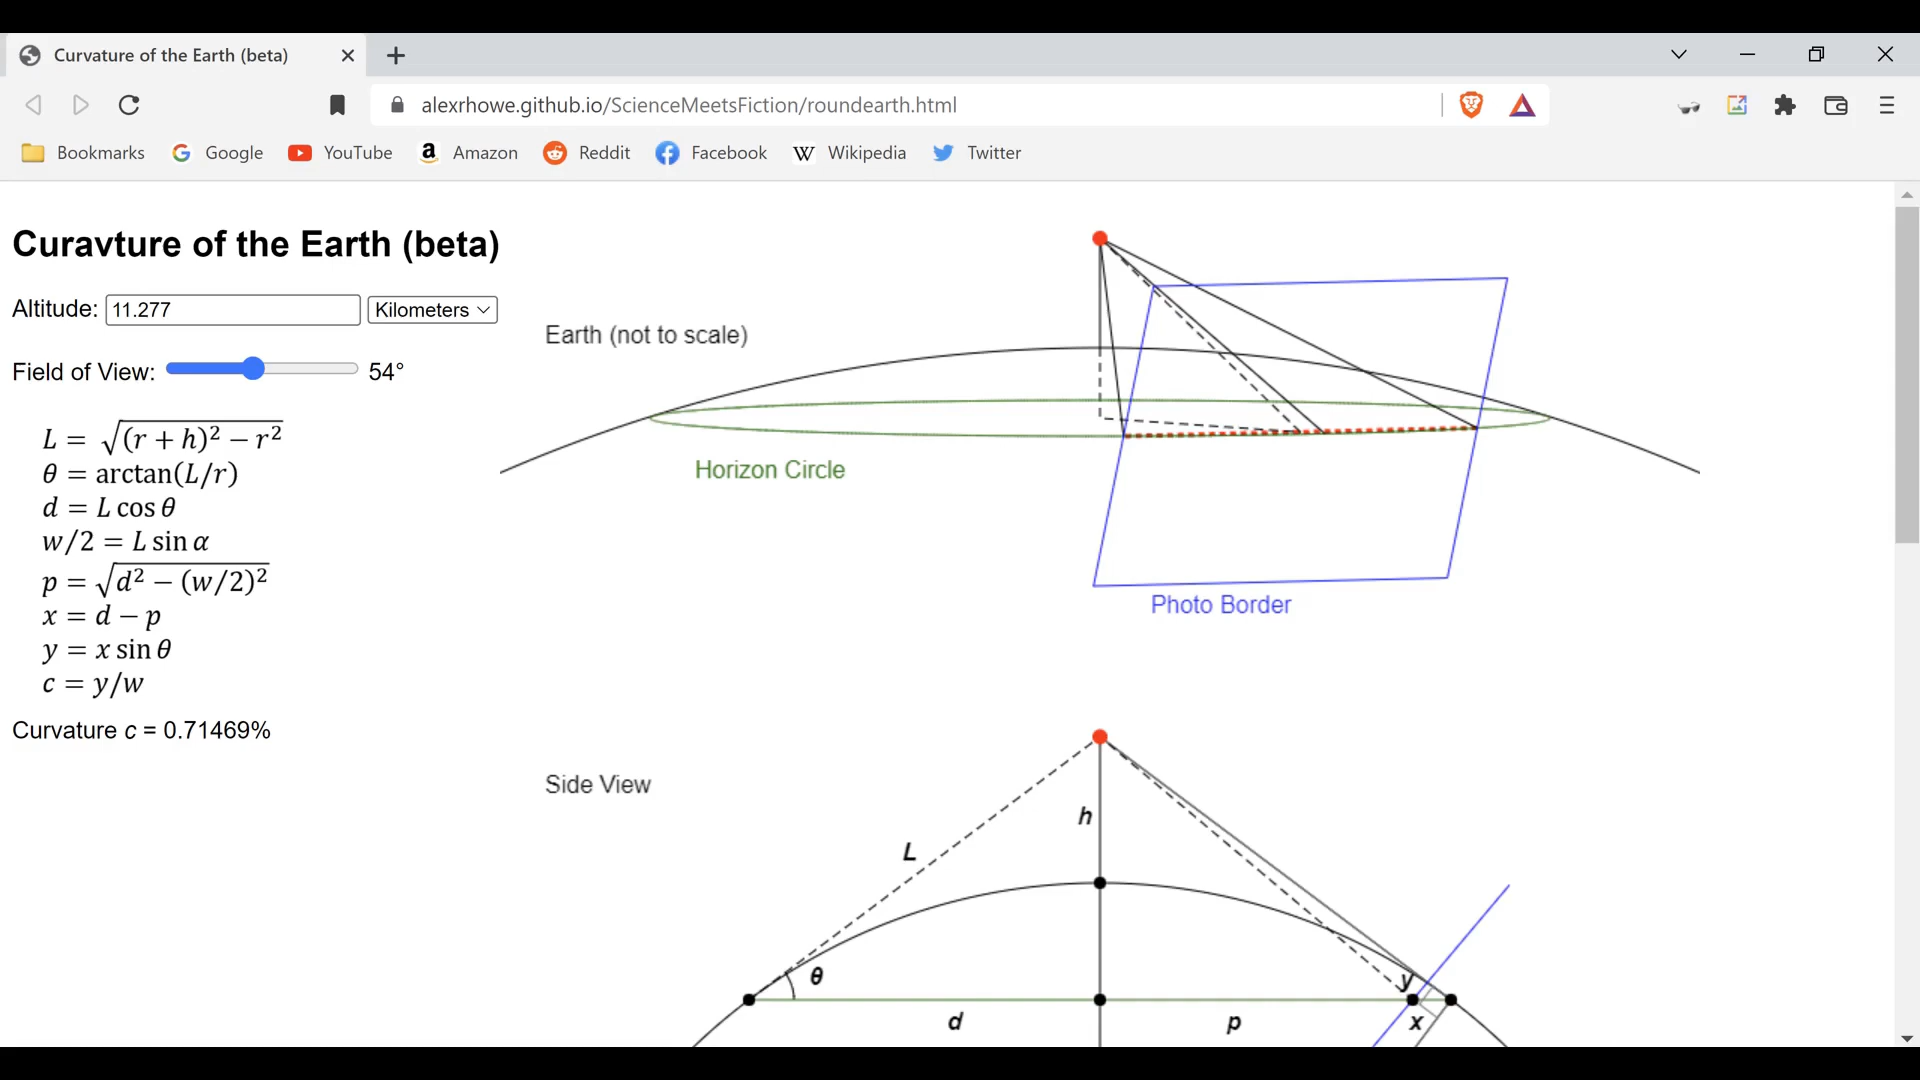 Curvature of the Earth (beta)
alexrhowe.github.io/ScienceMeetsFiction/roundearth.html
Bookmarks Google YouTube Amazon Reddit Facebook Wikipedia Twitter
Curavture of the Earth (beta)
Altitude: 11.277 Kilometers
Field of View: 54°
L = √(r + h)² − r²
θ = arctan(L/r)
d = L cos θ
w/2 = L sin α
p = √d² − (w/2)²
x = d − p
y = x sin θ
c = y/w
Curvature c = 0.71469%
Earth (not to scale)
Horizon Circle
Photo Border
Side View
h
L
θ
y
d
p
x